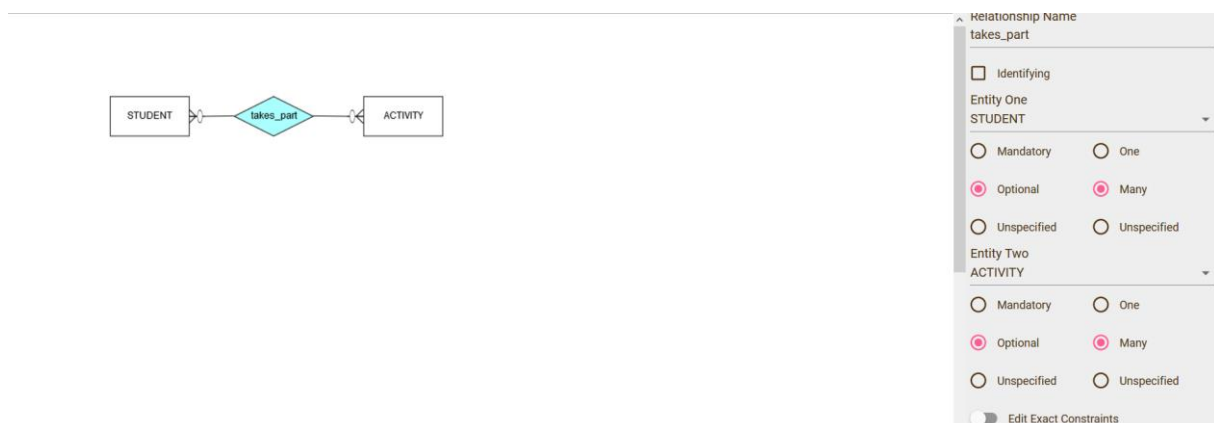 STUDENT
takes_part
ACTIVITY
Relationship Name
takes_part
Identifying
Entity One
STUDENT
Mandatory One
Optional Many
Unspecified Unspecified
Entity Two
ACTIVITY
Mandatory One
Optional Many
Unspecified Unspecified
Edit Exact Constraints